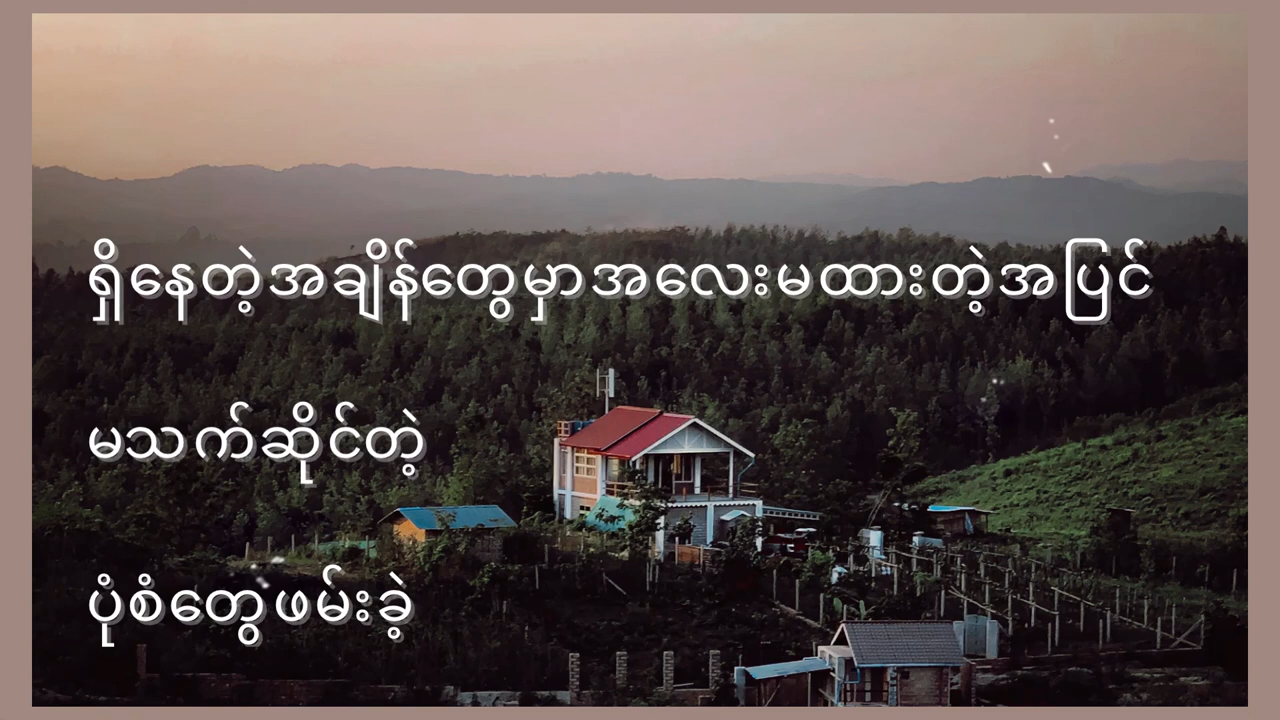 ရှိနေတဲ့အချိန်တွေမှာအလေးမထားတဲ့အပြင်
မသက်ဆိုင်တဲ့
ပုံစံတွေဖမ်းခဲ့